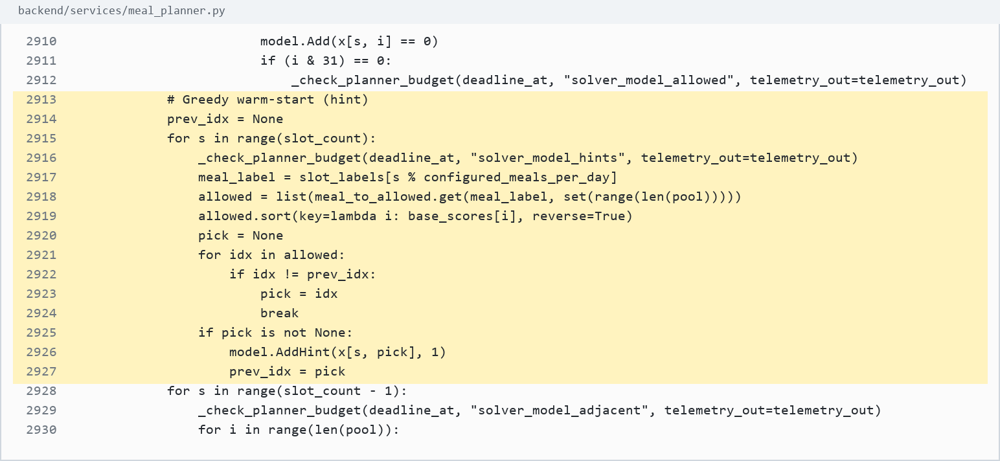 backend/services/meal_planner.py
2910                          model.Add(x[s, i] == 0)
2911                          if (i & 31) == 0:
2912                              _check_planner_budget(deadline_at, "solver_model_allowed", telemetry_out=telemetry_out)
2913              # Greedy warm-start (hint)
2914              prev_idx = None
2915              for s in range(slot_count):
2916                  _check_planner_budget(deadline_at, "solver_model_hints", telemetry_out=telemetry_out)
2917                  meal_label = slot_labels[s % configured_meals_per_day]
2918                  allowed = list(meal_to_allowed.get(meal_label, set(range(len(pool)))))
2919                  allowed.sort(key=lambda i: base_scores[i], reverse=True)
2920                  pick = None
2921                  for idx in allowed:
2922                      if idx != prev_idx:
2923                          pick = idx
2924                          break
2925                  if pick is not None:
2926                      model.AddHint(x[s, pick], 1)
2927                      prev_idx = pick
2928              for s in range(slot_count - 1):
2929                  _check_planner_budget(deadline_at, "solver_model_adjacent", telemetry_out=telemetry_out)
2930                  for i in range(len(pool)):